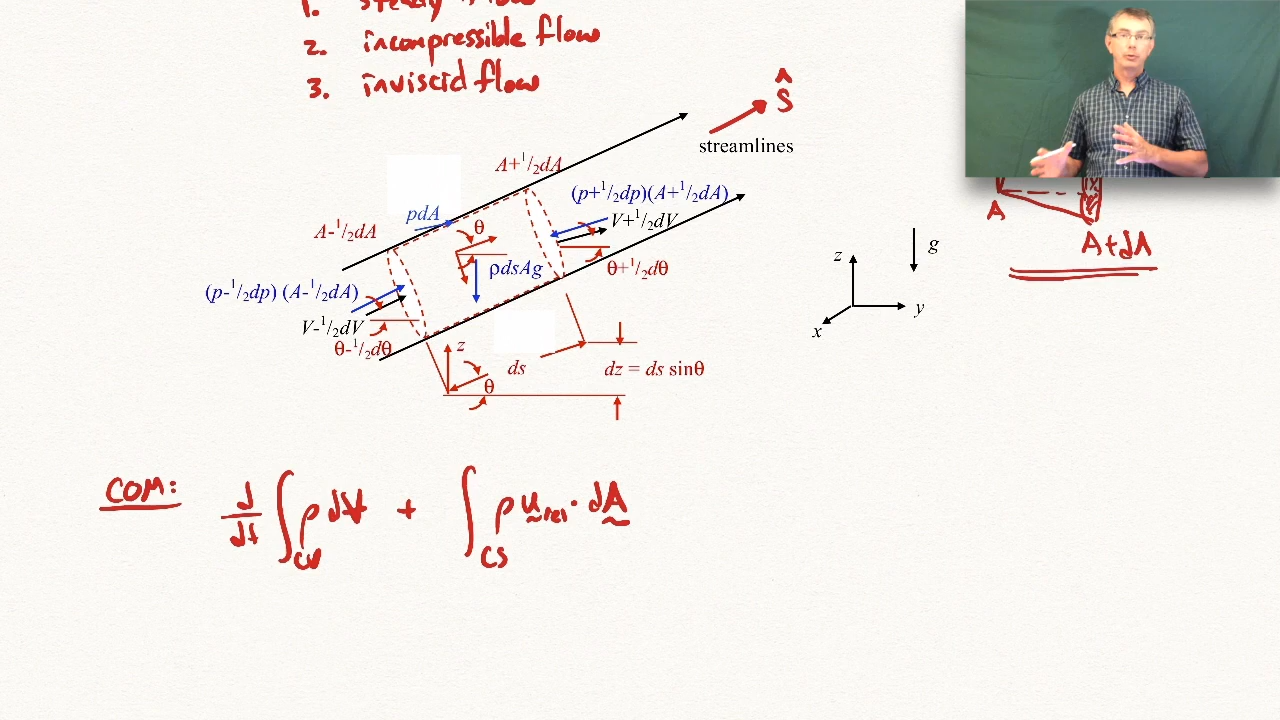 1. steady flow
2. incompressible flow
3. inviscid flow
ŝ
streamlines
A+¹/₂dA
(p+¹/₂dp)(A+¹/₂dA)
V+¹/₂dV
pdA
θ
A-¹/₂dA
ρdsAg
θ+¹/₂dθ
(p-¹/₂dp) (A-¹/₂dA)
V-¹/₂dV
θ-¹/₂dθ
z
ds
θ
dz = ds sinθ
A
A+dA
z
g
y
x
COM: d/dt ∫CV ρ dV + ∫CS ρ u rel · dA